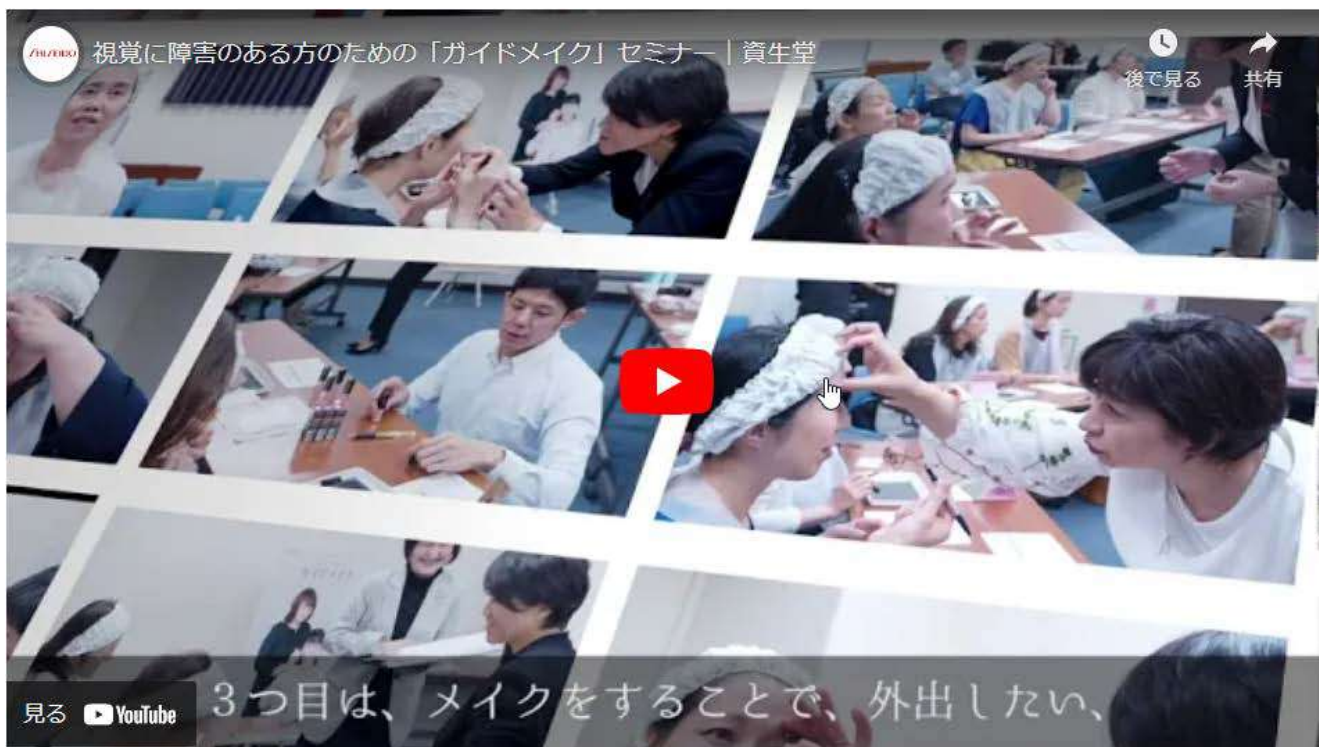 SHISEIDO
視覚に障害のある方のための「ガイドメイク」セミナー｜資生堂
後で見る
共有
3つ目は、メイクをすることで、外出したい、
見る YouTube